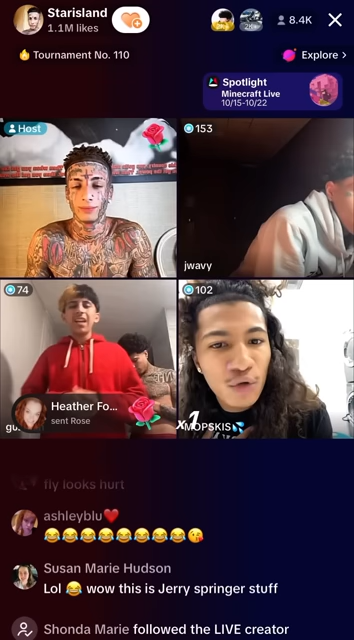 Starisland
1.1M likes
8.4K
Tournament No. 110
Explore >
Spotlight
Minecraft Live
10/15-10/22
Host
153
jwavy
74
102
Heather Fo...
sent Rose
x1
MOPSKIS
fly looks hurt
ashleyblu❤️
😂😂😂😂😂😂😂😂😂😘
Susan Marie Hudson
Lol 😂 wow this is Jerry springer stuff
Shonda Marie followed the LIVE creator